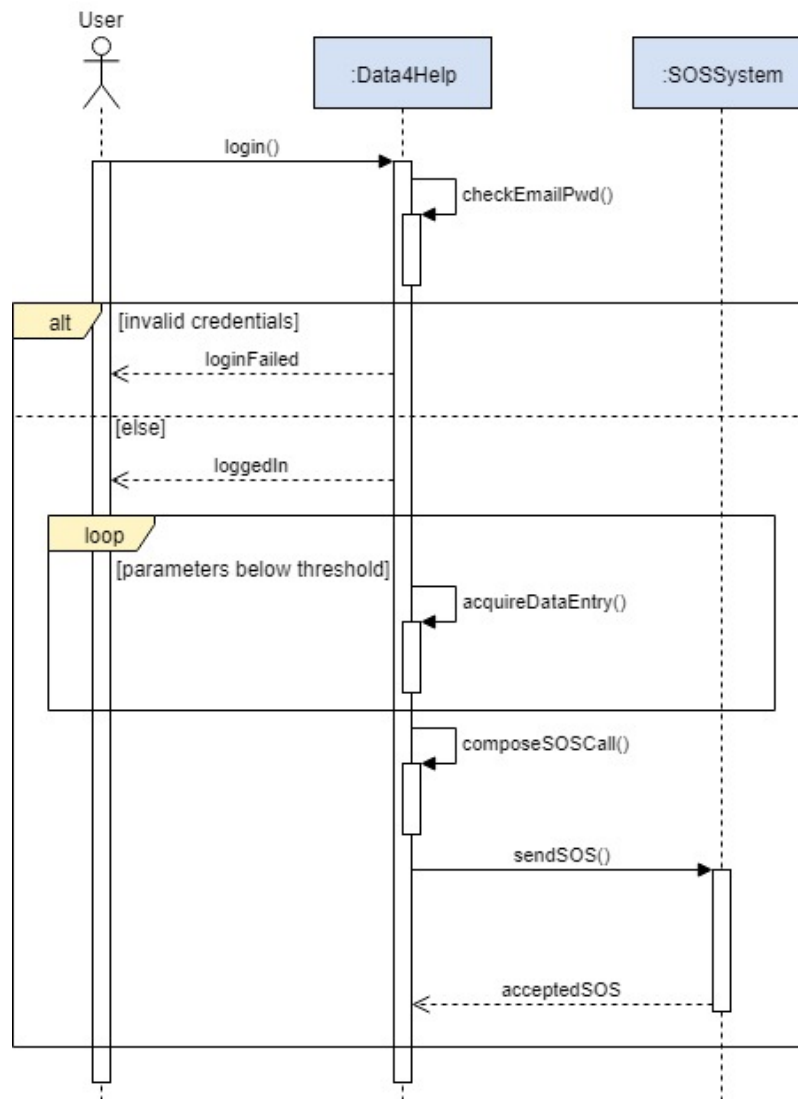 User
:Data4Help
:SOSSystem
login()
checkEmailPwd()
alt
[invalid credentials]
loginFailed
[else]
loggedIn
loop
[parameters below threshold]
acquireDataEntry()
composeSOSCall()
sendSOS()
acceptedSOS